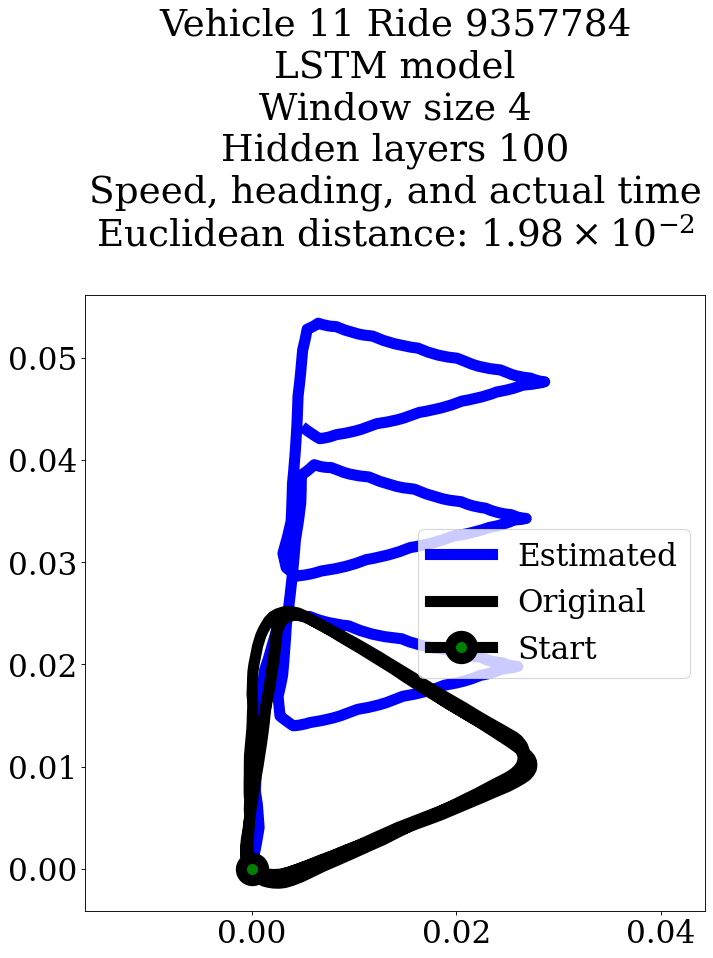 Vehicle 11 Ride 9357784
LSTM model
Window size 4
Hidden layers 100
Speed, heading, and actual time
Euclidean distance: 1.98 × 10⁻²
0.05
0.04
0.03
0.02
0.01
0.00
Estimated
Original
Start
0.00 0.02 0.04